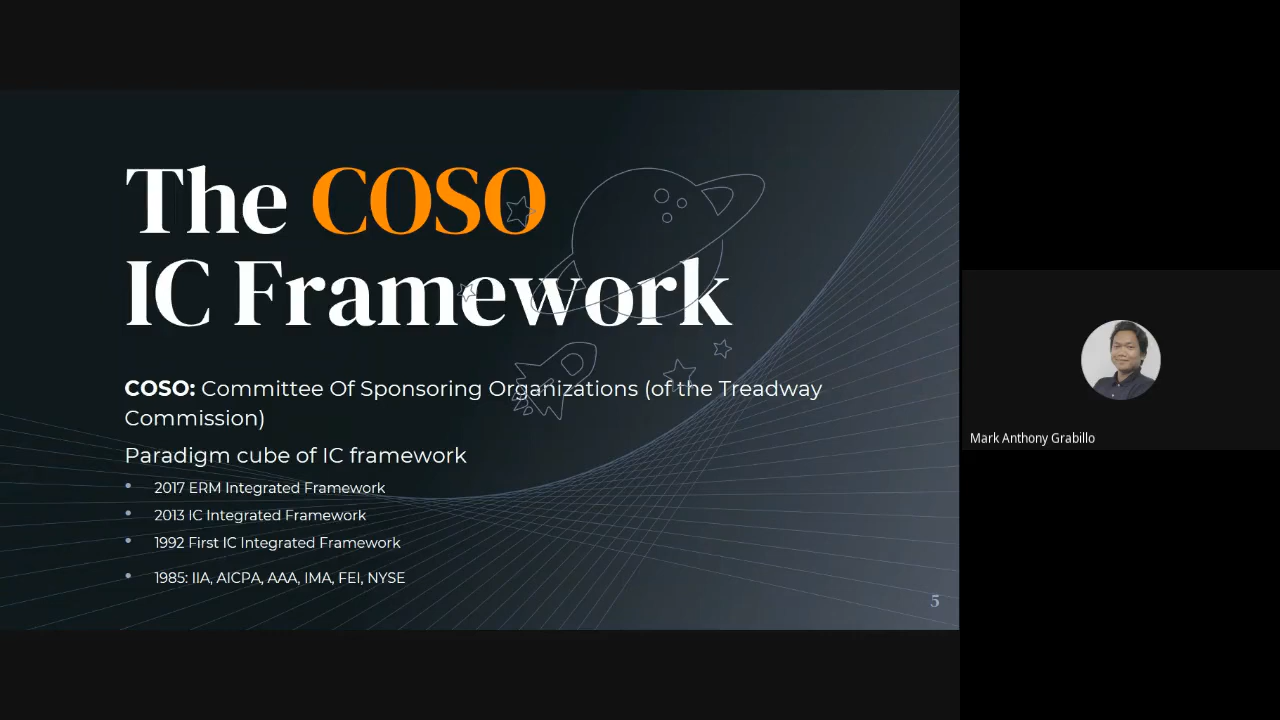 The COSO
IC Framework
COSO: Committee Of Sponsoring Organizations (of the Treadway
Commission)
Paradigm cube of IC framework
• 2017 ERM Integrated Framework
• 2013 IC Integrated Framework
• 1992 First IC Integrated Framework
• 1985: IIA, AICPA, AAA, IMA, FEI, NYSE
5
Mark Anthony Grabillo